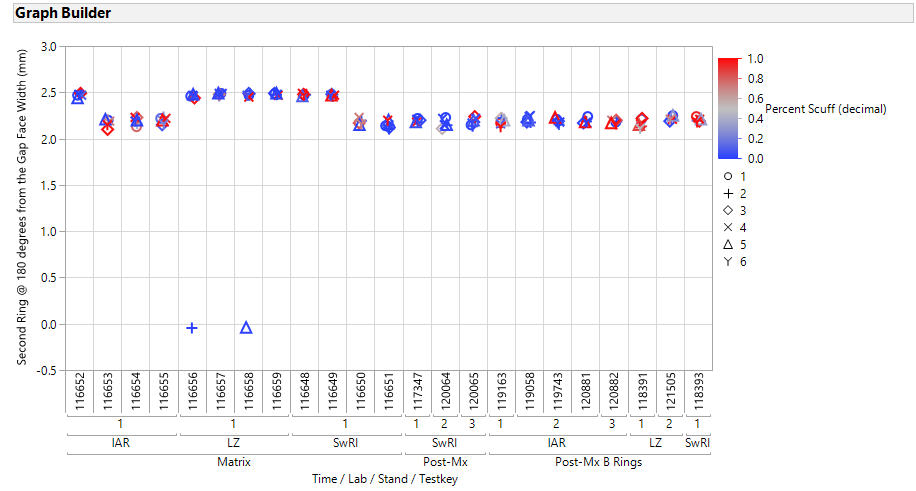 Graph Builder
Second Ring @ 180 degrees from the Gap Face Width (mm)
3.0
2.5
2.0
1.5
1.0
0.5
0.0
-0.5
116652 116653 116654 116655 116656 116657 116658 116659 116648 116649 116650 116651 117347 120064 120065 119163 119058 119743 120881 120882 118391 121505 118393
1 1 1 1 2 3 1 2 3 1 2 1
IAR LZ SwRI SwRI IAR LZ SwRI
Matrix Post-Mx Post-Mx B Rings
Time / Lab / Stand / Testkey
1.0
0.8
0.6
0.4
0.2
0.0
Percent Scuff (decimal)
1
2
3
4
5
6